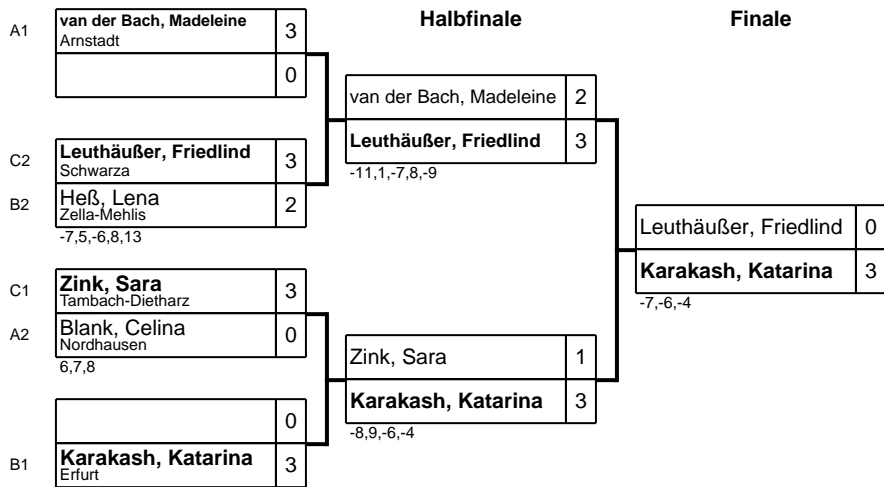 Halbfinale
Finale
A1
van der Bach, Madeleine 3
Arnstadt
0
C2
Leuthäußer, Friedlind 3
Schwarza
B2
Heß, Lena 2
Zella-Mehlis
-7,5,-6,8,13
C1
Zink, Sara 3
Tambach-Dietharz
A2
Blank, Celina 0
Nordhausen
6,7,8
0
B1
Karakash, Katarina 3
Erfurt
van der Bach, Madeleine 2
Leuthäußer, Friedlind 3
-11,1,-7,8,-9
Zink, Sara 1
Karakash, Katarina 3
-8,9,-6,-4
Leuthäußer, Friedlind 0
Karakash, Katarina 3
-7,-6,-4